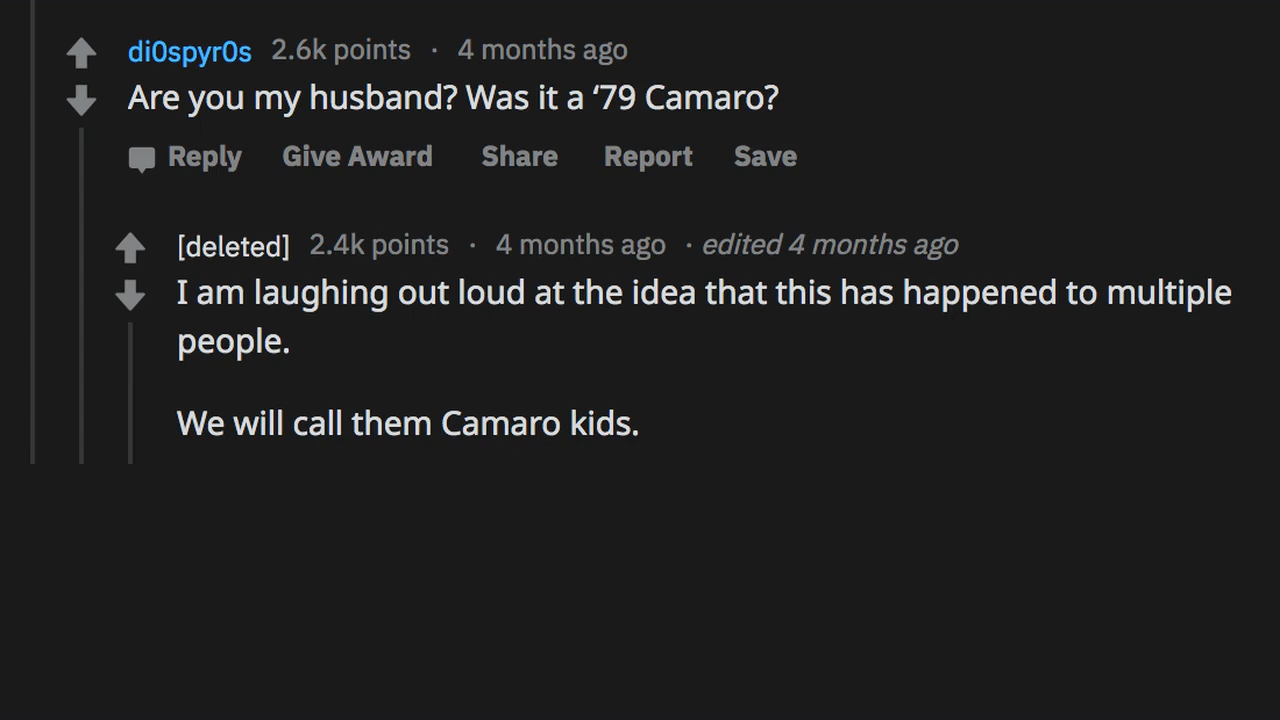 di0spyr0s 2.6k points · 4 months ago
Are you my husband? Was it a ‘79 Camaro?
Reply Give Award Share Report Save
[deleted] 2.4k points · 4 months ago · edited 4 months ago
I am laughing out loud at the idea that this has happened to multiple
people.
We will call them Camaro kids.